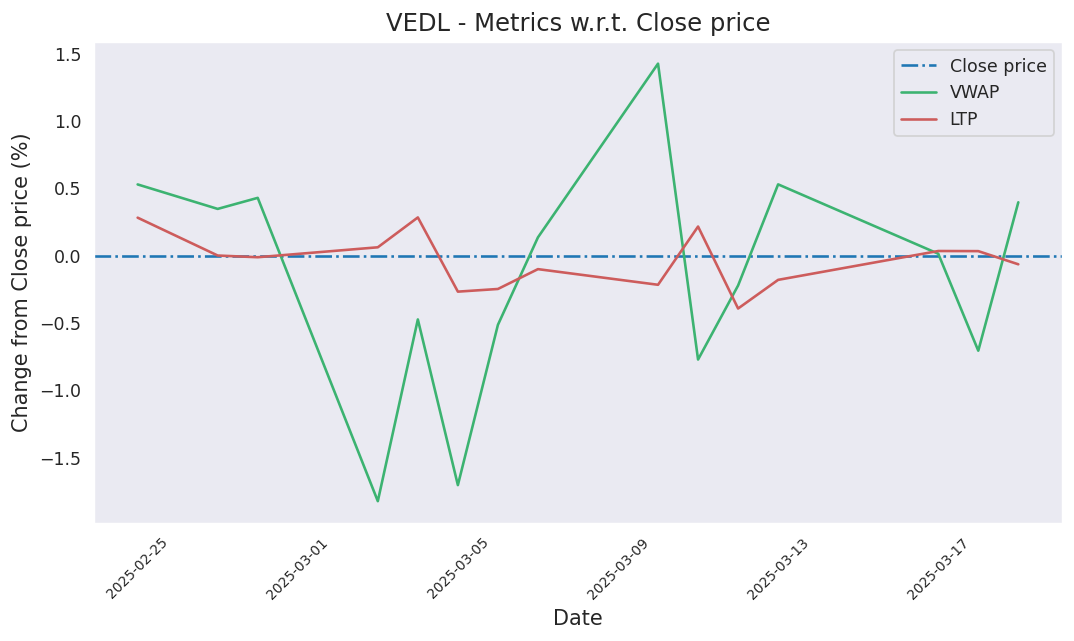 VEDL - Metrics w.r.t. Close price
Close price
VWAP
LTP
Change from Close price (%)
1.5
1.0
0.5
0.0
−0.5
−1.0
−1.5
2025-02-25
2025-03-01
2025-03-05
2025-03-09
2025-03-13
2025-03-17
Date